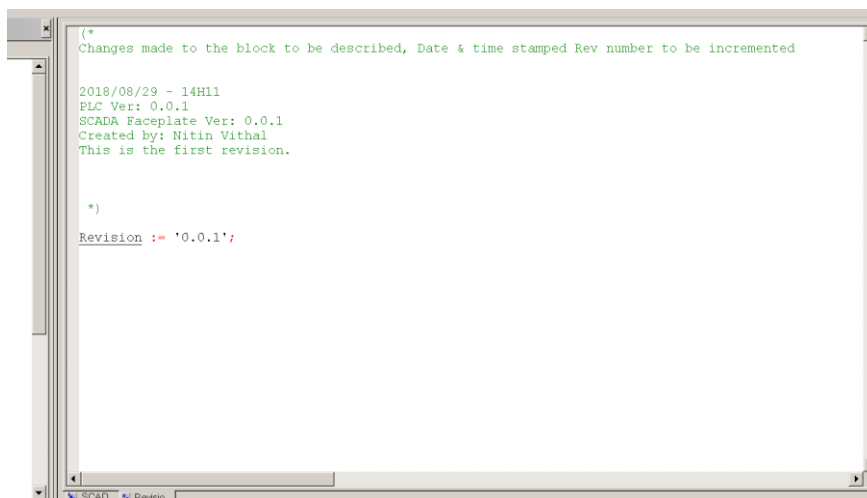 (*
Changes made to the block to be described, Date & time stamped Rev number to be incremented
2018/08/29 - 14H11
PLC Ver: 0.0.1
SCADA Faceplate Ver: 0.0.1
Created by: Nitin Vithal
This is the first revision.
*)
Revision := '0.0.1';
SCAD Revisio